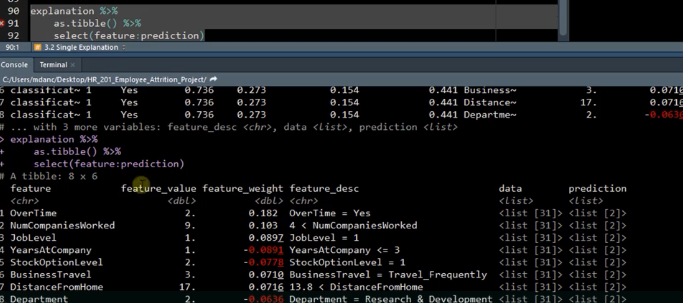 89
90 explanation %>%
91 as.tibble() %>%
92 select(feature:prediction)
90:1 3.2 Single Explanation
Console Terminal
C:/Users/mdanc/Desktop/HR_201_Employee_Attrition_Project/
6 classificat~ 1 Yes 0.736 0.273 0.154 0.441 Business~ 3. 0.0710
7 classificat~ 1 Yes 0.736 0.273 0.154 0.441 Distance~ 17. 0.0716
8 classificat~ 1 Yes 0.736 0.273 0.154 0.441 Departme~ 2. -0.0636
# ... with 3 more variables: feature_desc <chr>, data <list>, prediction <list>
> explanation %>%
+ as.tibble() %>%
+ select(feature:prediction)
# A tibble: 8 x 6
feature feature_value feature_weight feature_desc data prediction
<chr> <dbl> <dbl> <chr> <list> <list>
1 OverTime 2. 0.182 OverTime = Yes <list [31]> <list [2]>
2 NumCompaniesWorked 9. 0.103 4 < NumCompaniesWorked <list [31]> <list [2]>
3 JobLevel 1. 0.0897 JobLevel = 1 <list [31]> <list [2]>
4 YearsAtCompany 1. -0.0891 YearsAtCompany <= 3 <list [31]> <list [2]>
5 StockOptionLevel 2. -0.0778 StockOptionLevel = 1 <list [31]> <list [2]>
6 BusinessTravel 3. 0.0710 BusinessTravel = Travel_Frequently <list [31]> <list [2]>
7 DistanceFromHome 17. 0.0716 13.8 < DistanceFromHome <list [31]> <list [2]>
8 Department 2. -0.0636 Department = Research & Development <list [31]> <list [2]>